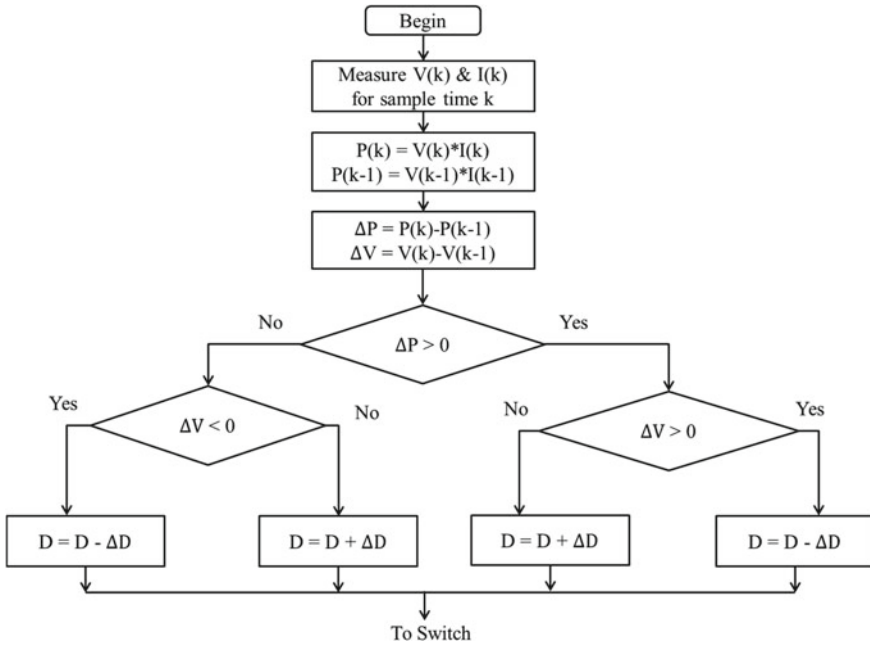 Begin
Measure V(k) & I(k)
for sample time k
P(k) = V(k)*I(k)
P(k-1) = V(k-1)*I(k-1)
ΔP = P(k)-P(k-1)
ΔV = V(k)-V(k-1)
No
Yes
ΔP > 0
Yes
No
No
Yes
ΔV < 0
ΔV > 0
D = D - ΔD
D = D + ΔD
D = D + ΔD
D = D - ΔD
To Switch